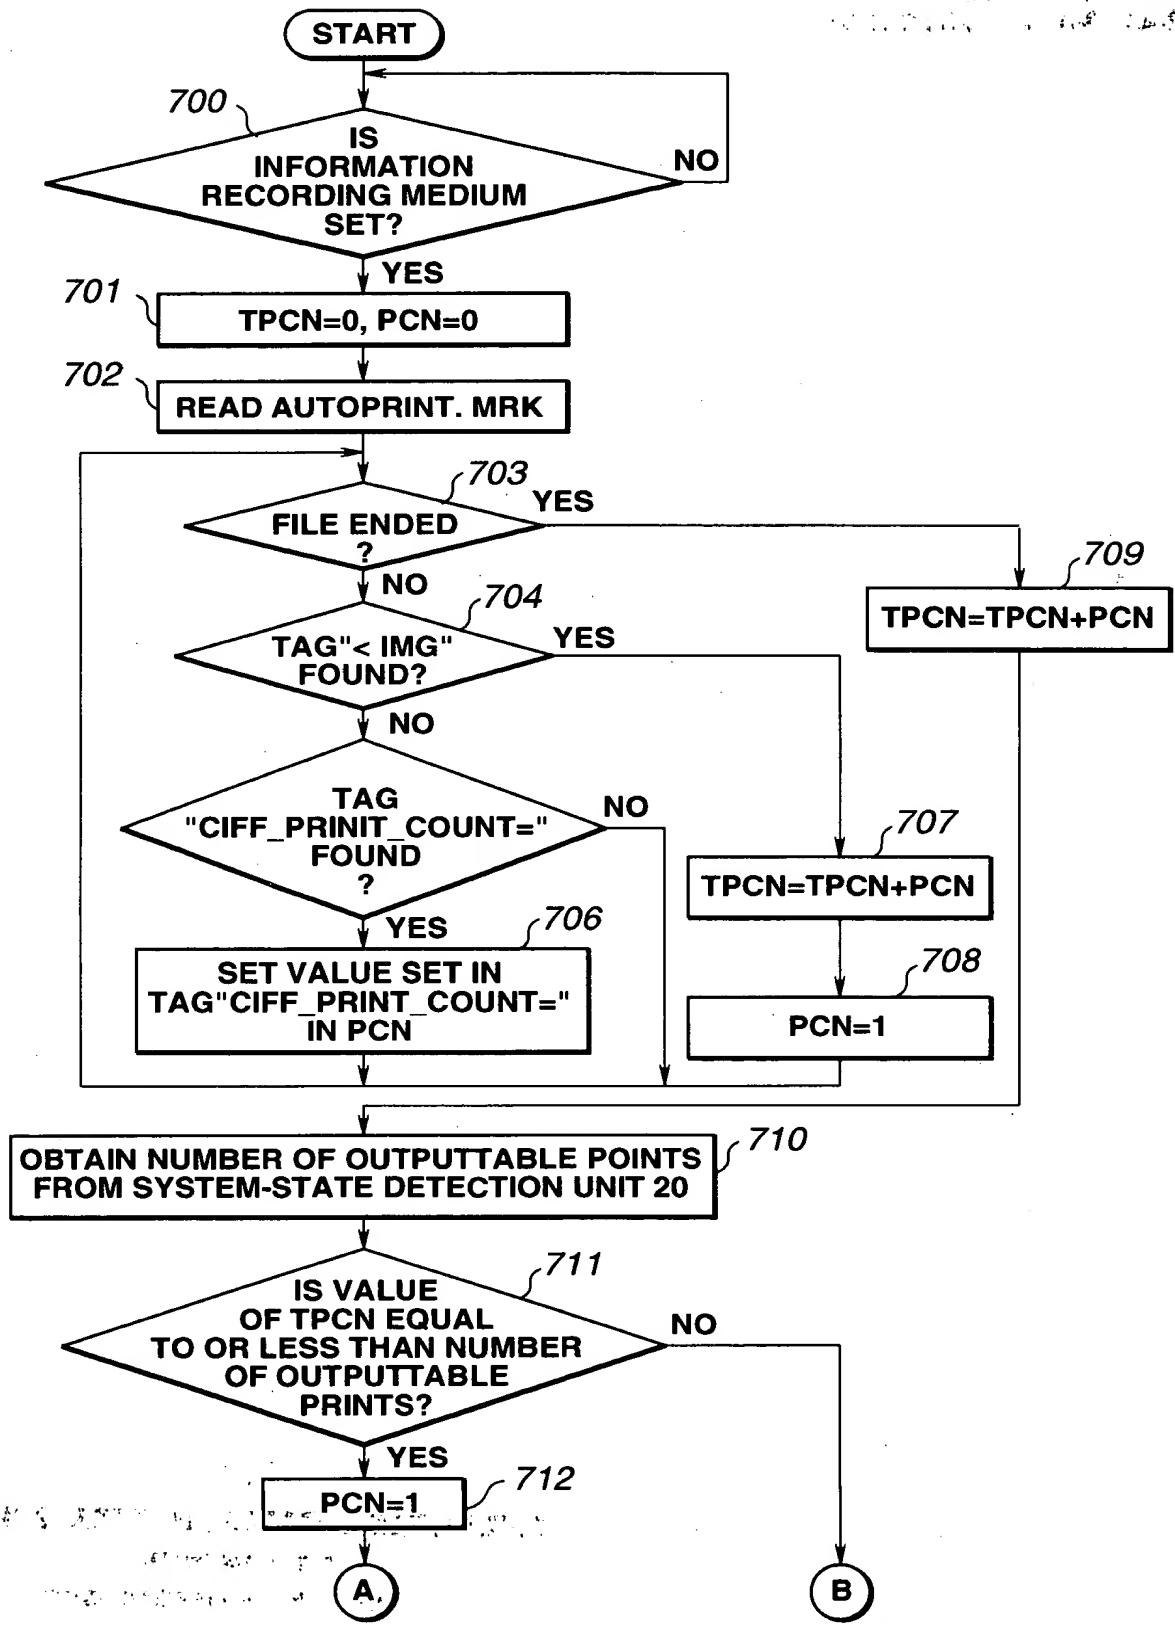 START
700
IS
INFORMATION
RECORDING MEDIUM
SET?
NO
YES
701
TPCN=0, PCN=0
702
READ AUTOPRINT. MRK
703
FILE ENDED
?
YES
NO
709
TPCN=TPCN+PCN
704
TAG"< IMG"
FOUND?
YES
NO
TAG
"CIFF_PRINIT_COUNT="
FOUND
?
NO
YES
707
TPCN=TPCN+PCN
706
SET VALUE SET IN
TAG"CIFF_PRINT_COUNT="
IN PCN
708
PCN=1
710
OBTAIN NUMBER OF OUTPUTTABLE POINTS
FROM SYSTEM-STATE DETECTION UNIT 20
711
IS VALUE
OF TPCN EQUAL
TO OR LESS THAN NUMBER
OF OUTPUTTABLE
PRINTS?
NO
YES
712
PCN=1
A
B